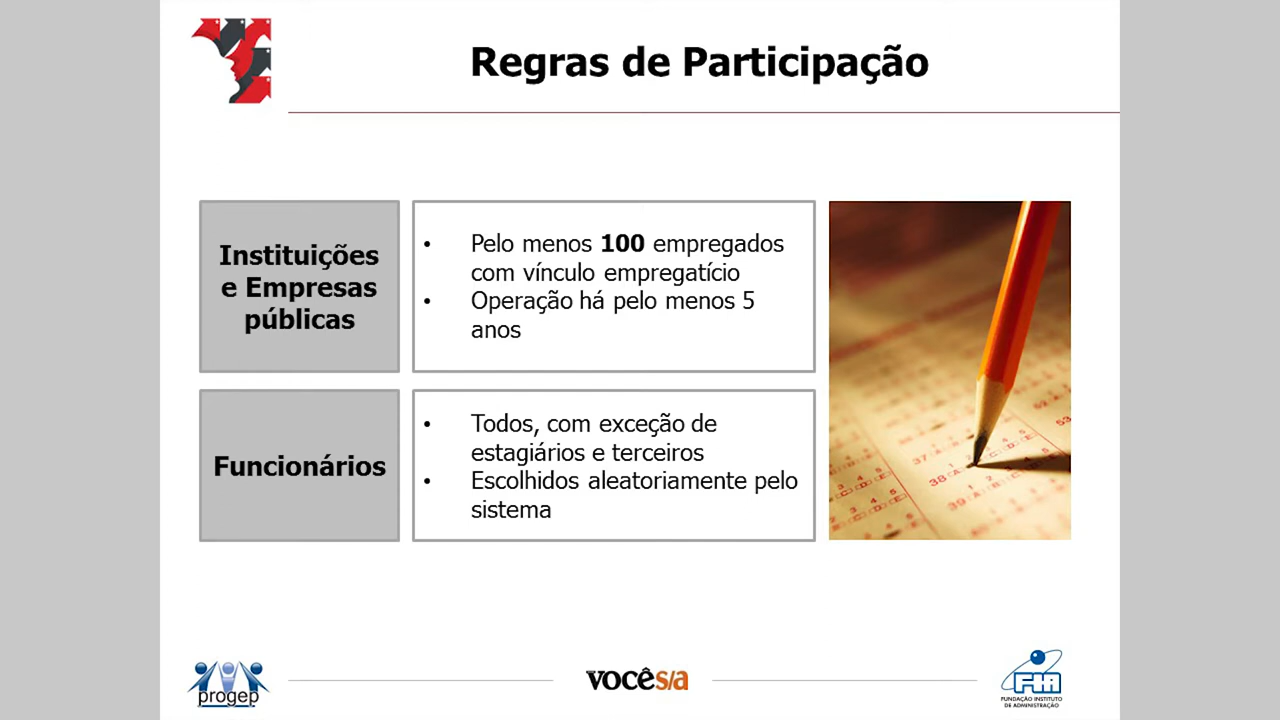 Regras de Participação
Instituições
e Empresas
públicas
• Pelo menos 100 empregados
com vínculo empregatício
• Operação há pelo menos 5
anos
Funcionários
• Todos, com exceção de
estagiários e terceiros
• Escolhidos aleatoriamente pelo
sistema
progep
VOCÊ S/A
FIA
FUNDAÇÃO INSTITUTO
DE ADMINISTRAÇÃO